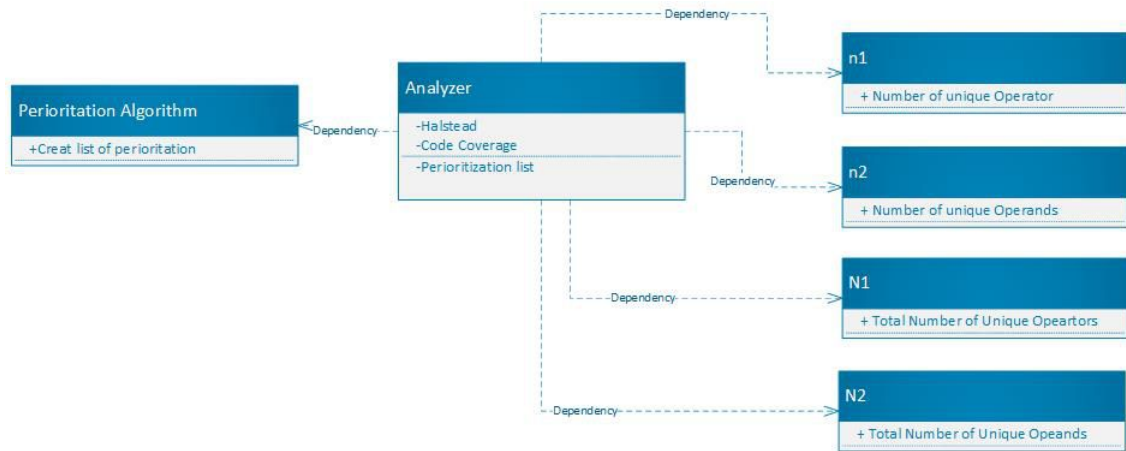 Dependency
n1
+ Number of unique Operator
Analyzer
-Halstead
-Code Coverage
-Perioritization list
Perioritation Algorithm
+Creat list of perioritation
Dependency
Dependency
n2
+ Number of unique Operands
N1
+ Total Number of Unique Opeartors
Dependency
N2
+ Total Number of Unique Opeands
Dependency